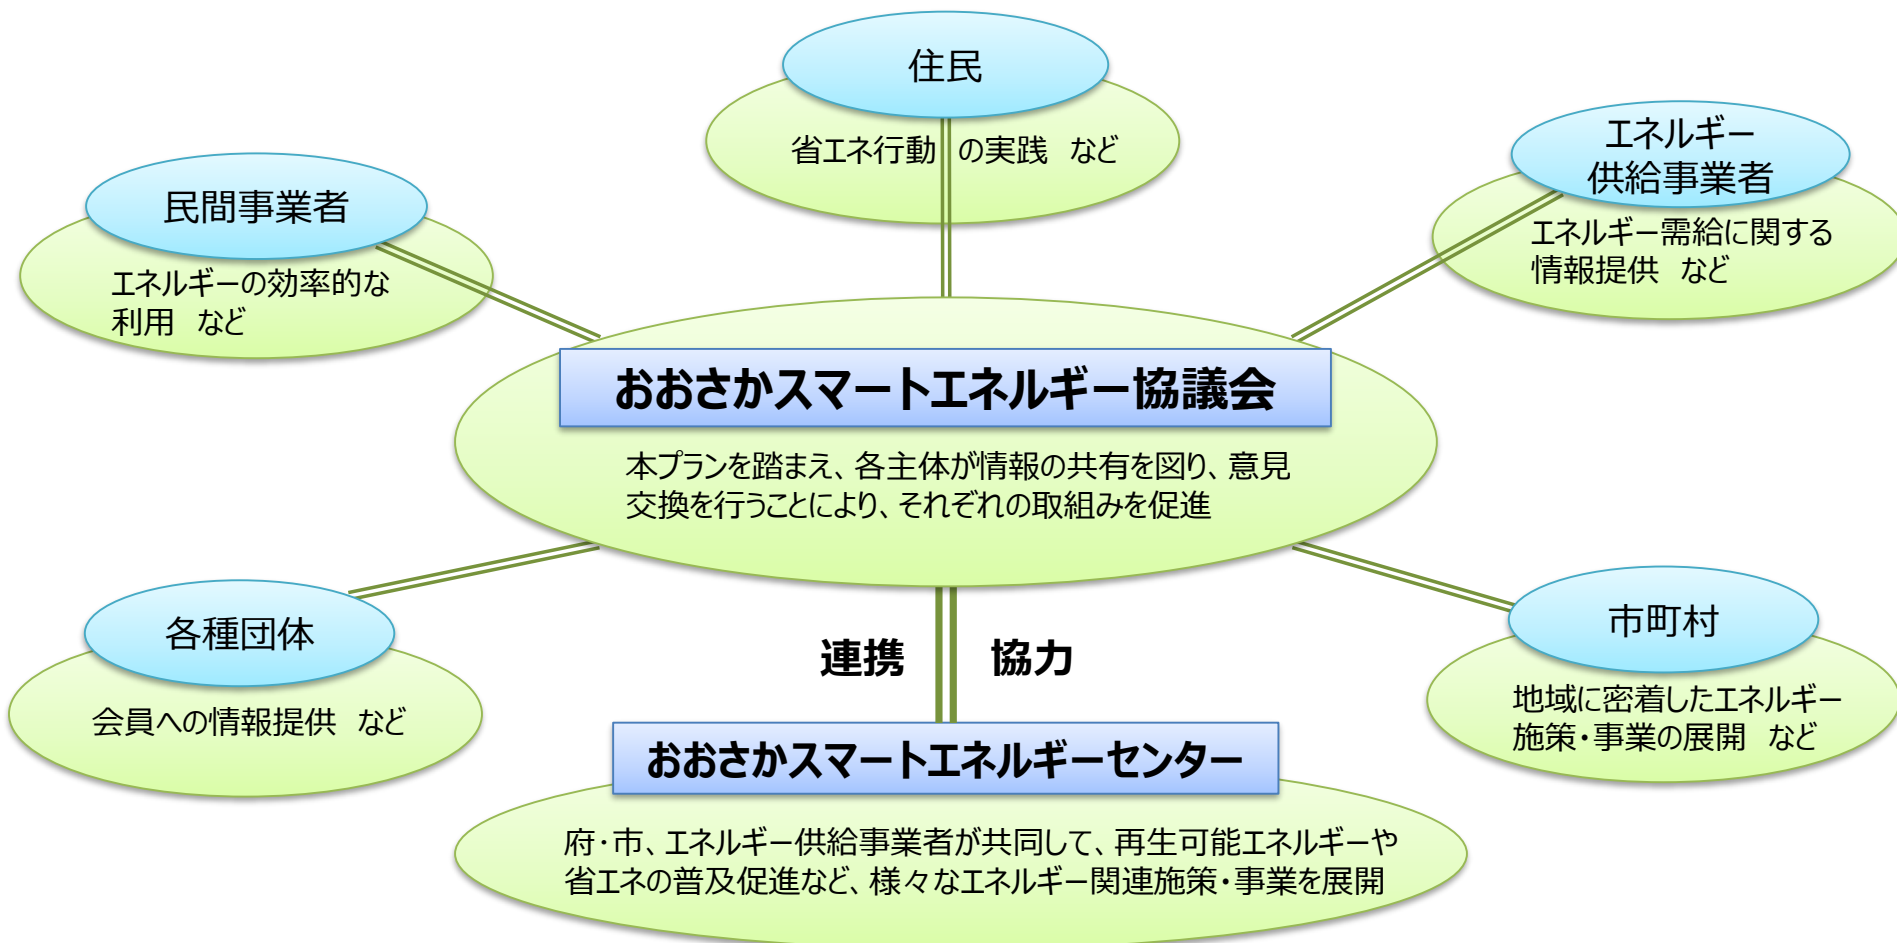 住民
省エネ行動 の実践 など
エネルギー
供給事業者
エネルギー需給に関する
情報提供 など
民間事業者
エネルギーの効率的な
利用 など
おおさかスマートエネルギー協議会
本プランを踏まえ、各主体が情報の共有を図り、意見
交換を行うことにより、それぞれの取組みを促進
各種団体
会員への情報提供 など
連携 協力
市町村
地域に密着したエネルギー
施策・事業の展開 など
おおさかスマートエネルギーセンター
府・市、エネルギー供給事業者が共同して、再生可能エネルギーや
省エネの普及促進など、様々なエネルギー関連施策・事業を展開